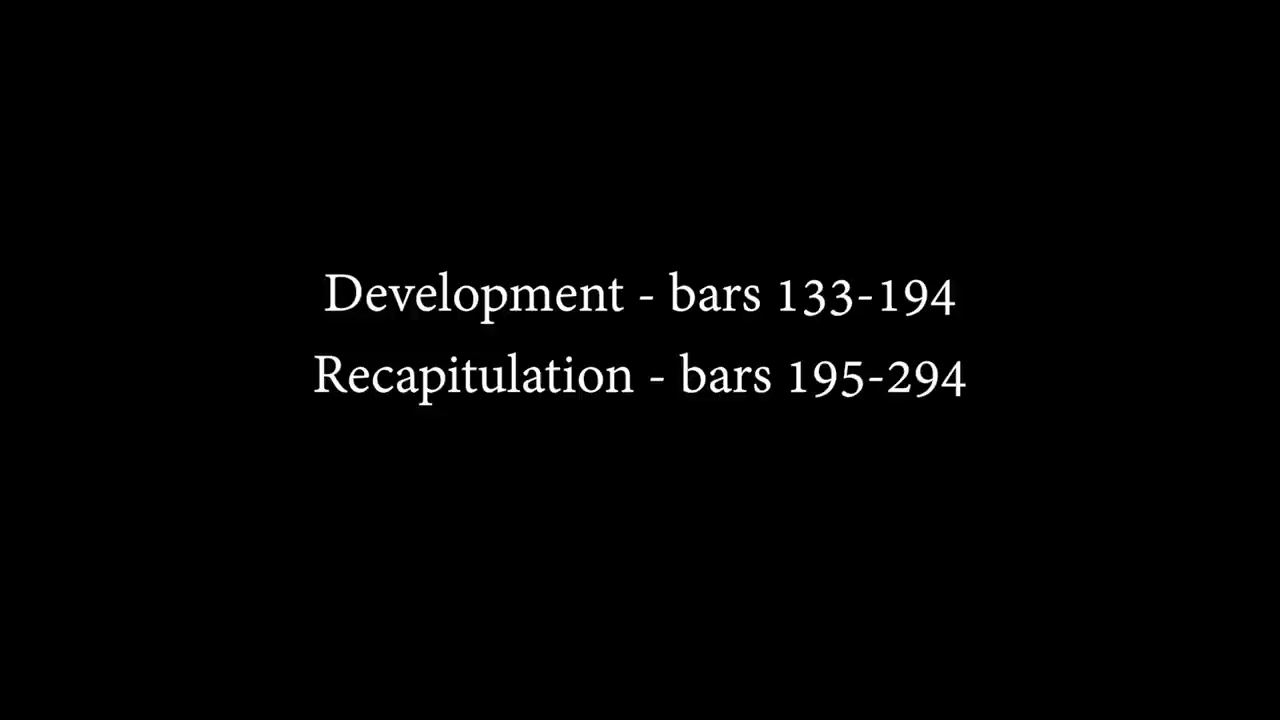 Development - bars 133-194
Recapitulation - bars 195-294